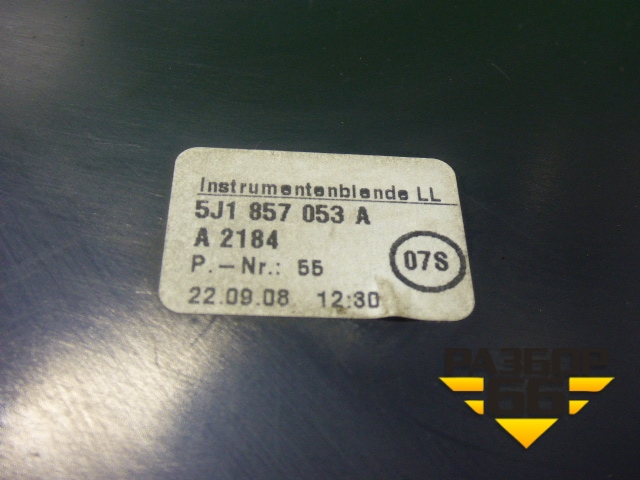 Instrumentenblende LL
5J1 857 053 A
A 2184
07S
P.-Nr.: 55
22.09.08 12:30
РАЗБОР
66